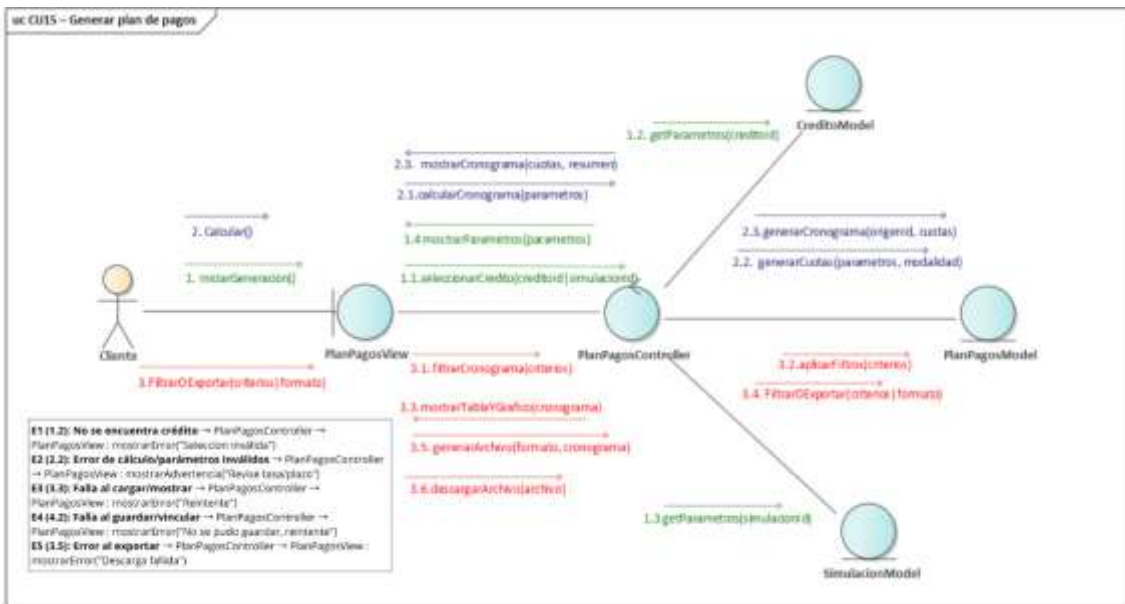 uc CU15 – Generar plan de pagos
CreditoModel
1.2. getParametros(creditoid)
2.3. mostrarCronograma(cuotas, resumen)
2.1.calcularCronograma(parametros)
2. Calcular()
1.4 mostrarParametros(parametros)
2.3.generarCronograma(origenid, cuotas)
2.2. generarCuotas(parametros, modalidad)
1. iniciarGeneracion()
1.1.seleccionarCredito(creditoid|simulacionid)
Cliente
PlanPagosView
PlanPagosController
PlanPagosModel
3.FiltrarOExportar(criterios|formato)
3.1. filtrarCronograma(criterios)
3.2.aplicarFiltros(criterios)
3.4. FiltrarOExportar(criterios|formato)
3.3.mostrarTablaYGrafico(cronograma)
3.5. generarArchivo(formato, cronograma)
3.6.descargarArchivo(archivo)
1.3 getParametros(simulacionid)
SimulacionModel
E1 (1.2): No se encuentra crédito → PlanPagosController →
PlanPagosView : mostrarError("Seleccion inválida")
E2 (2.2): Error de cálculo/parámetros inválidos → PlanPagosController
→ PlanPagosView : mostrarAdvertencia("Revise tasa/plazo")
E3 (3.3): Falla al cargar/mostrar → PlanPagosController →
PlanPagosView : mostrarError("Reintente")
E4 (4.2): Falla al guardar/vincular → PlanPagosController →
PlanPagosView : mostrarError("No se pudo guardar, reintente")
E5 (3.5): Error al exportar → PlanPagosController → PlanPagosView :
mostrarError("Descarga fallida")